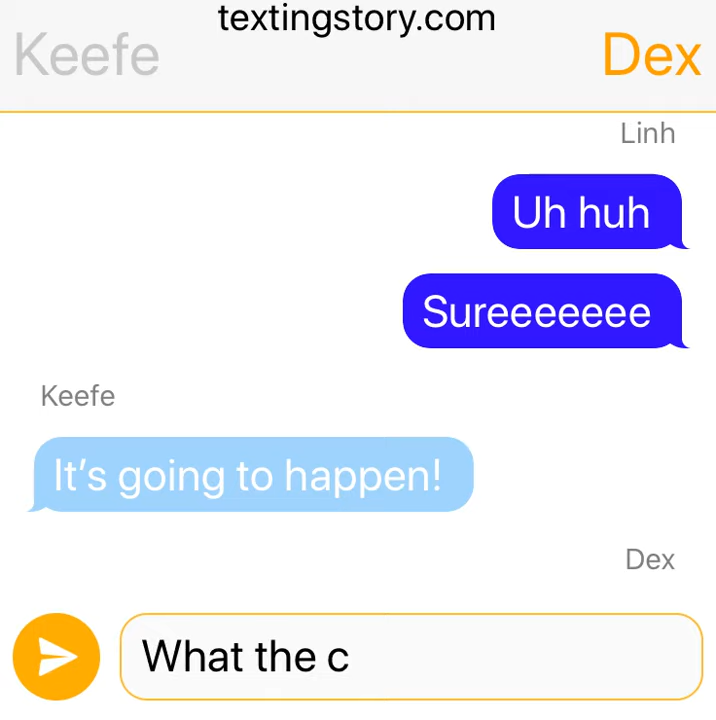 textingstory.com
Keefe
Dex
Linh
Uh huh
Sureeeeeee
Keefe
It's going to happen!
Dex
What the c